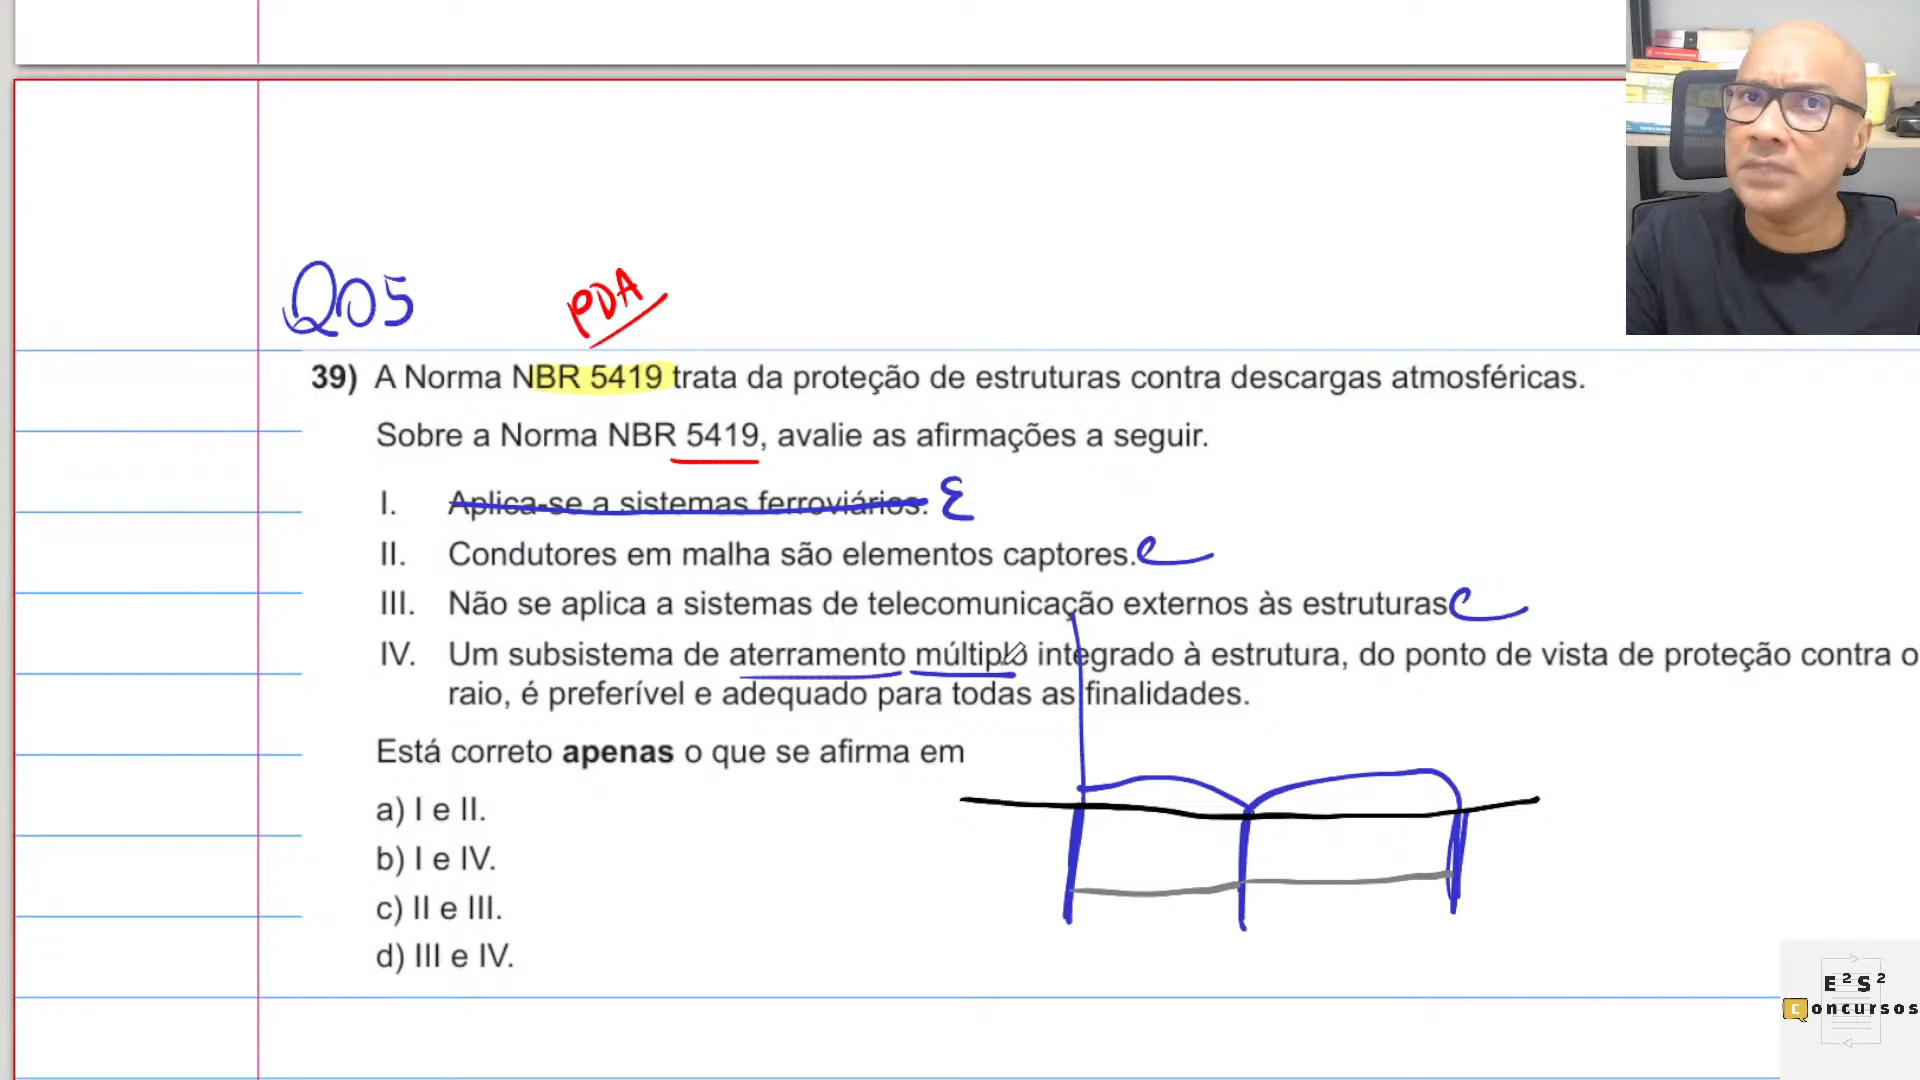 Q05
PDA
39) A Norma NBR 5419 trata da proteção de estruturas contra descargas atmosféricas.
Sobre a Norma NBR 5419, avalie as afirmações a seguir.
I. Aplica-se a sistemas ferroviários. E
II. Condutores em malha são elementos captores. C
III. Não se aplica a sistemas de telecomunicação externos às estruturas C
IV. Um subsistema de aterramento múltiplo integrado à estrutura, do ponto de vista de proteção contra o
raio, é preferível e adequado para todas as finalidades.
Está correto apenas o que se afirma em
a) I e II.
b) I e IV.
c) II e III.
d) III e IV.
E²S²
Concursos